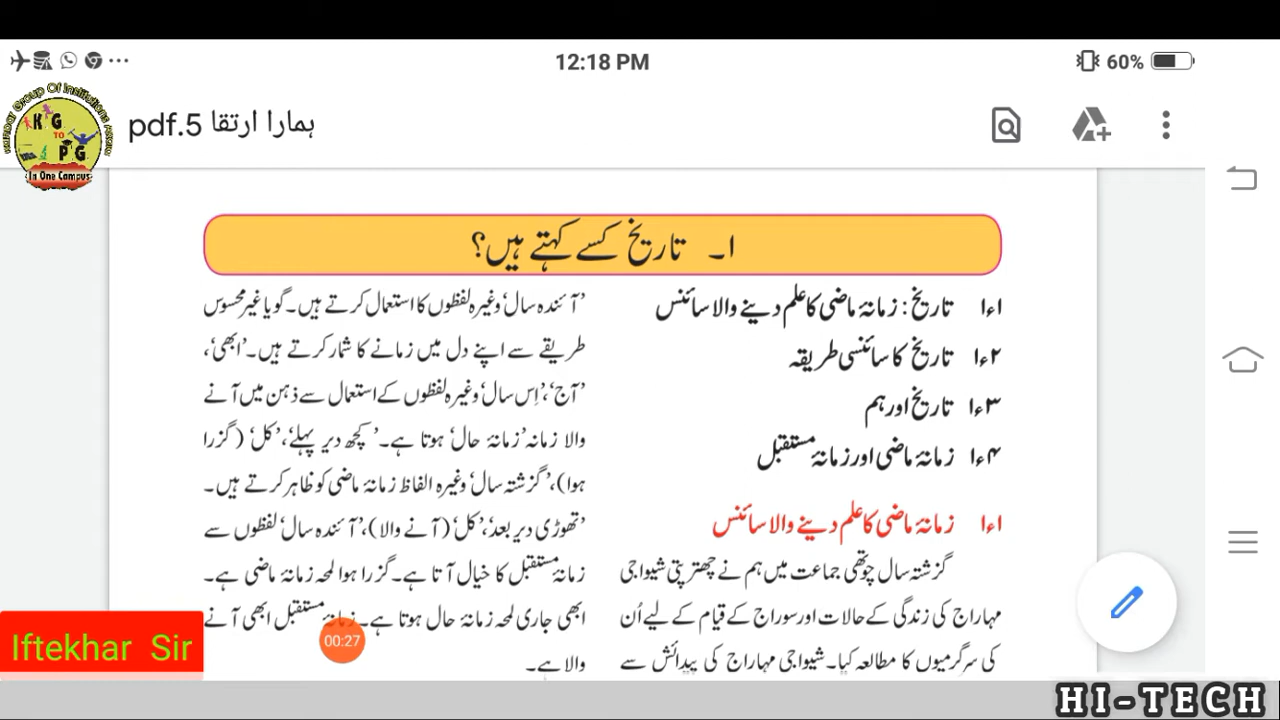 12:18 PM
60%
Group Of Institutions
K G
TO
P G
In One Campus
ہمارا ارتقا 5.pdf
۱۔ تاریخ کسے کہتے ہیں؟
۱ء۱ تاریخ : زمانۂ ماضی کا علم دینے والا سائنس
۱ء۲ تاریخ کا سائنسی طریقہ
۱ء۳ تاریخ اور ہم
۱ء۴ زمانۂ ماضی اور زمانۂ مستقبل
۱ء۱ زمانۂ ماضی کا علم دینے والا سائنس
گزشتہ سال چوتھی جماعت میں ہم نے چھترپتی شیواجی
مہاراج کی زندگی کے حالات اور سوراج کے قیام کے لیے اُن
کی سرگرمیوں کا مطالعہ کیا۔ شیواجی مہاراج کی پیدائش سے
’آئندہ سال‘ وغیرہ لفظوں کا استعمال کرتے ہیں۔ گویا غیر محسوس
طریقے سے اپنے دل میں زمانے کا شمار کرتے ہیں۔ ’ابھی‘،
’آج‘، ’اِس سال‘ وغیرہ لفظوں کے استعمال سے ذہن میں آنے
والا زمانہ ’زمانۂ حال‘ ہوتا ہے۔ ’کچھ دیر پہلے‘، ’کل‘ (گزرا
ہوا)، ’گزشتہ سال‘ وغیرہ الفاظ زمانۂ ماضی کو ظاہر کرتے ہیں۔
’تھوڑی دیر بعد‘، ’کل‘ (آنے والا)، ’آئندہ سال‘ لفظوں سے
زمانۂ مستقبل کا خیال آتا ہے۔ گزرا ہوا لمحہ زمانۂ ماضی ہے۔
ابھی جاری لمحہ زمانۂ حال ہوتا ہے۔ زمانۂ مستقبل ابھی آنے
والا ہے۔
Iftekhar Sir
00:27
HI-TECH